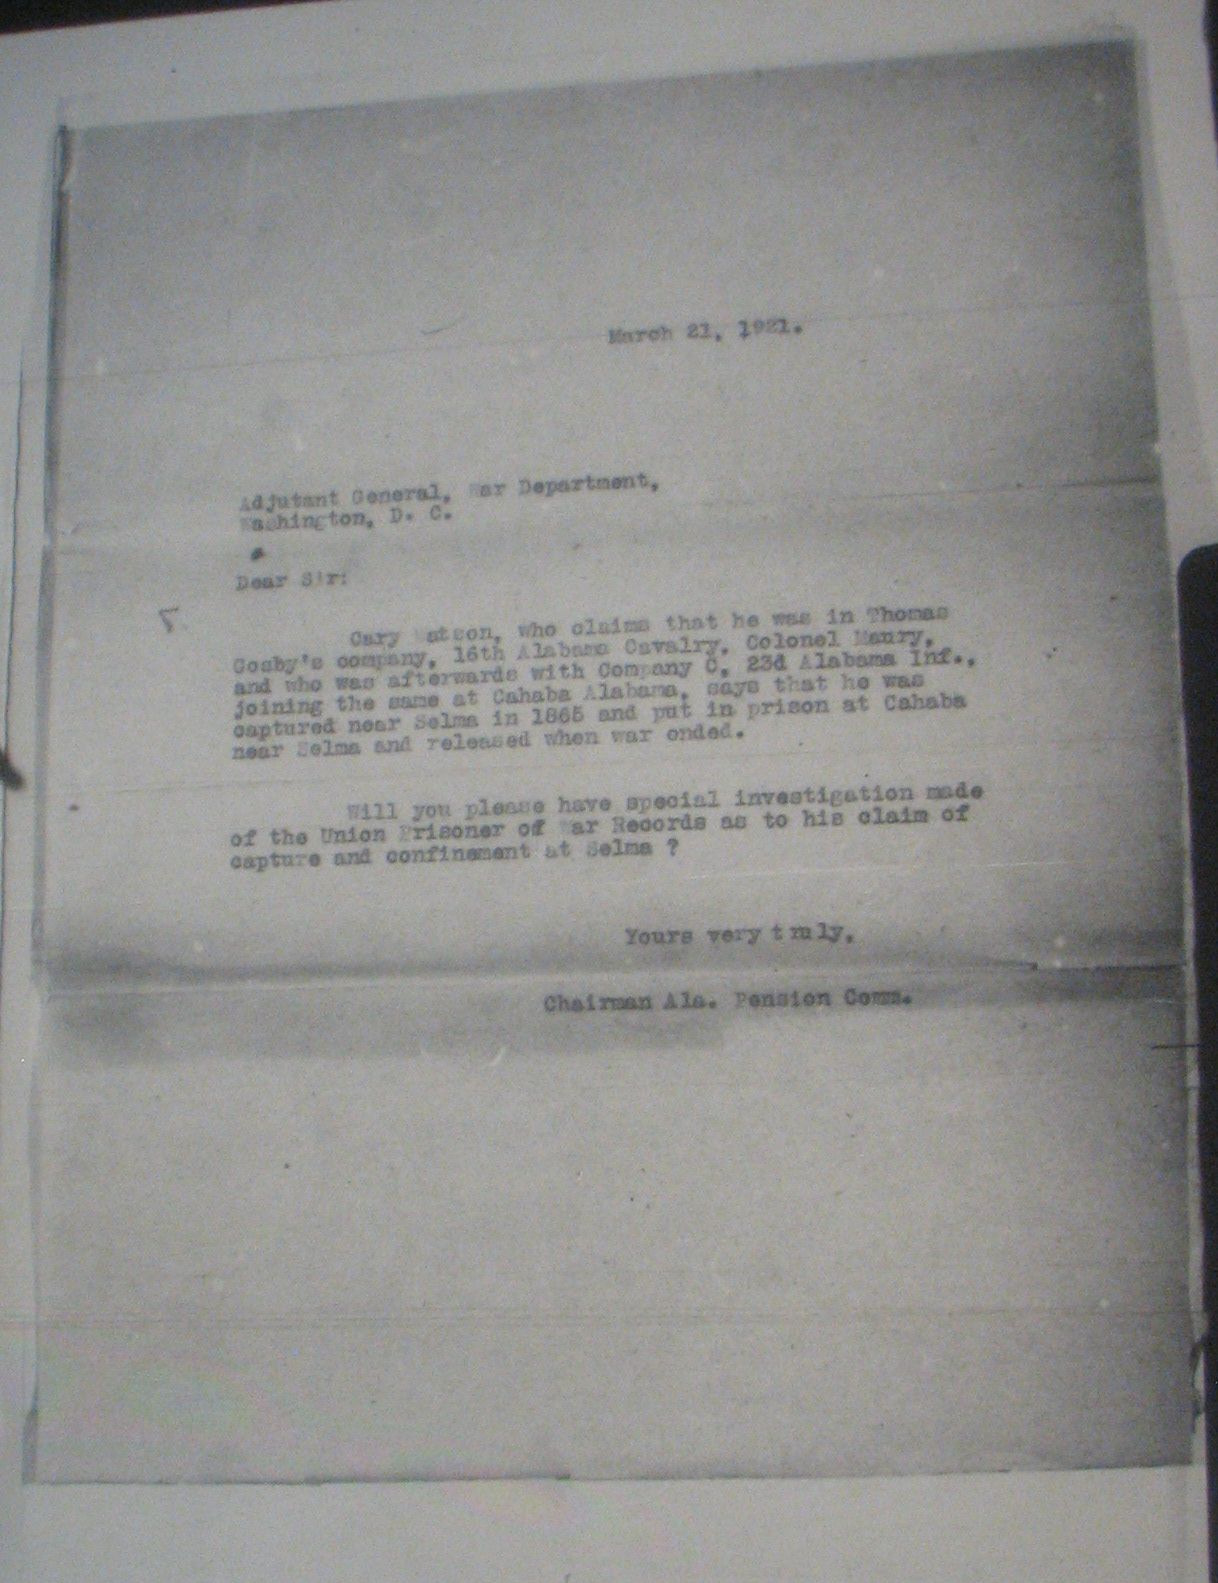 March 21, 1921.
Adjutant General, War Department,
Washington, D. C.
Dear Sir:
Cary Watson, who claims that he was in Thomas
Cosby's company, 16th Alabama Cavalry, Colonel Maury,
and who was afterwards with Company C, 23d Alabama Inf.,
joining the same at Cahaba Alabama, says that he was
captured near Selma in 1865 and put in prison at Cahaba
near Selma and released when war ended.
Will you please have special investigation made
of the Union Prisoner of War Records as to his claim of
capture and confinement at Selma ?
Yours very truly,
Chairman Ala. Pension Comm.